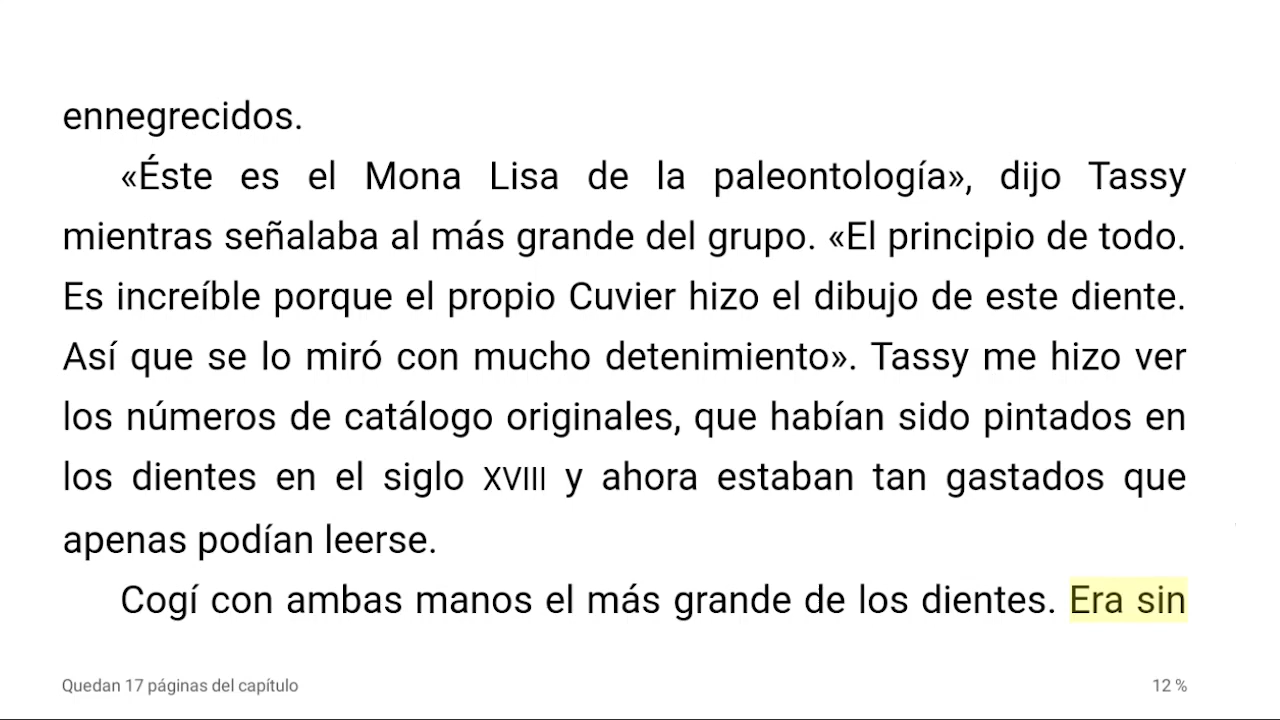 ennegrecidos.
«Éste es el Mona Lisa de la paleontología», dijo Tassy
mientras señalaba al más grande del grupo. «El principio de todo.
Es increíble porque el propio Cuvier hizo el dibujo de este diente.
Así que se lo miró con mucho detenimiento». Tassy me hizo ver
los números de catálogo originales, que habían sido pintados en
los dientes en el siglo XVIII y ahora estaban tan gastados que
apenas podían leerse.
Cogí con ambas manos el más grande de los dientes. Era sin
Quedan 17 páginas del capítulo
12 %